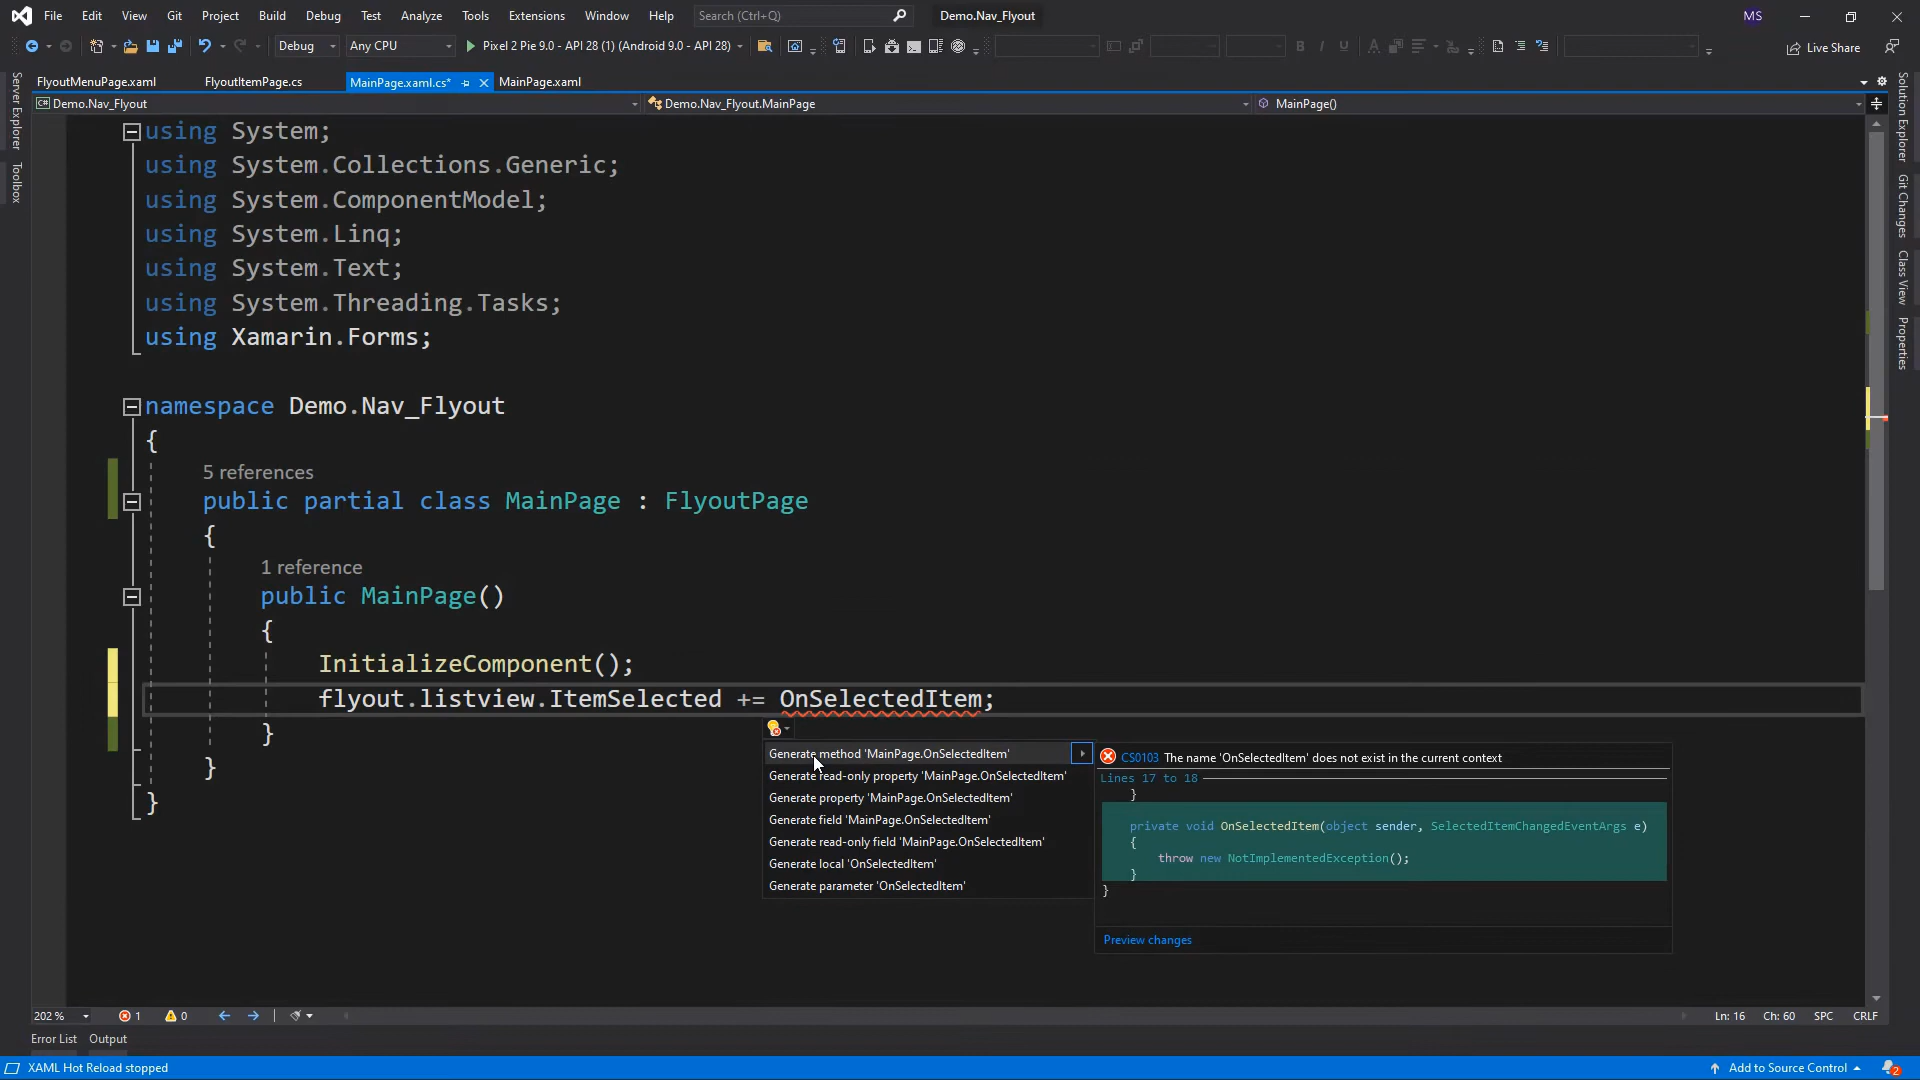 File Edit View Git Project Build Debug Test Analyze Tools Extensions Window Help Search (Ctrl+Q) Demo.Nav_Flyout MS
Debug Any CPU Pixel 2 Pie 9.0 - API 28 (1) (Android 9.0 - API 28) Live Share
FlyoutMenuPage.xaml FlyoutItemPage.cs MainPage.xaml.cs* MainPage.xaml
Demo.Nav_Flyout Demo.Nav_Flyout.MainPage MainPage()
Server Explorer
Toolbox
Solution Explorer
Git Changes
Class View
Properties
using System;
using System.Collections.Generic;
using System.ComponentModel;
using System.Linq;
using System.Text;
using System.Threading.Tasks;
using Xamarin.Forms;
namespace Demo.Nav_Flyout
{
5 references
public partial class MainPage : FlyoutPage
{
1 reference
public MainPage()
{
InitializeComponent();
flyout.listview.ItemSelected += OnSelectedItem;
}
}
}
Generate method 'MainPage.OnSelectedItem'
Generate read-only property 'MainPage.OnSelectedItem'
Generate property 'MainPage.OnSelectedItem'
Generate field 'MainPage.OnSelectedItem'
Generate read-only field 'MainPage.OnSelectedItem'
Generate local 'OnSelectedItem'
Generate parameter 'OnSelectedItem'
CS0103 The name 'OnSelectedItem' does not exist in the current context
Lines 17 to 18
}
private void OnSelectedItem(object sender, SelectedItemChangedEventArgs e)
{
throw new NotImplementedException();
}
}
Preview changes
202 % 1 0 Ln: 16 Ch: 60 SPC CRLF
Error List Output
XAML Hot Reload stopped Add to Source Control 2